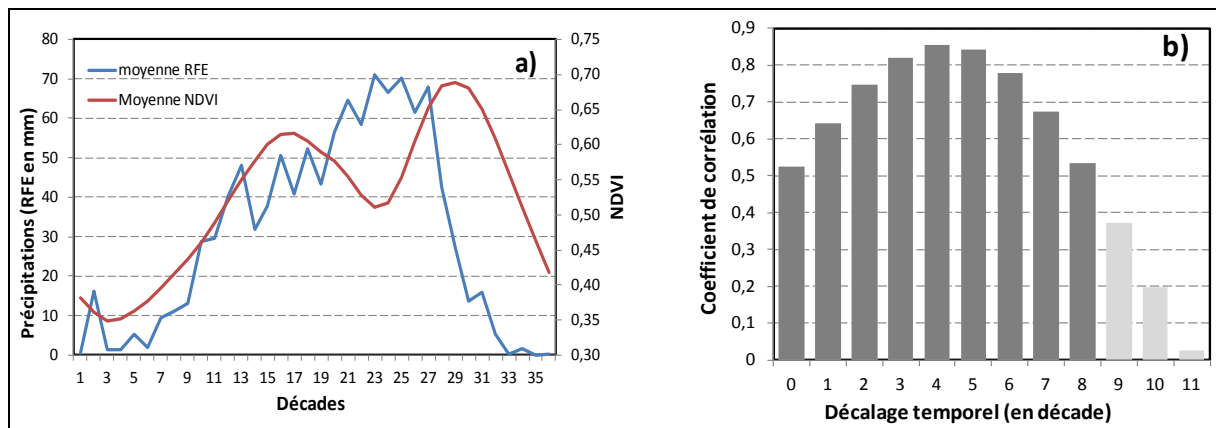 a)
moyenne RFE
Moyenne NDVI
Précipitations (RFE en mm)
80
70
60
50
40
30
20
10
0
0,75
0,70
0,65
0,60
0,55
0,50
0,45
0,40
0,35
0,30
NDVI
1 3 5 7 9 11 13 15 17 19 21 23 25 27 29 31 33 35
Décades
b)
Coefficient de corrélation
0,9
0,8
0,7
0,6
0,5
0,4
0,3
0,2
0,1
0
0 1 2 3 4 5 6 7 8 9 10 11
Décalage temporel (en décade)